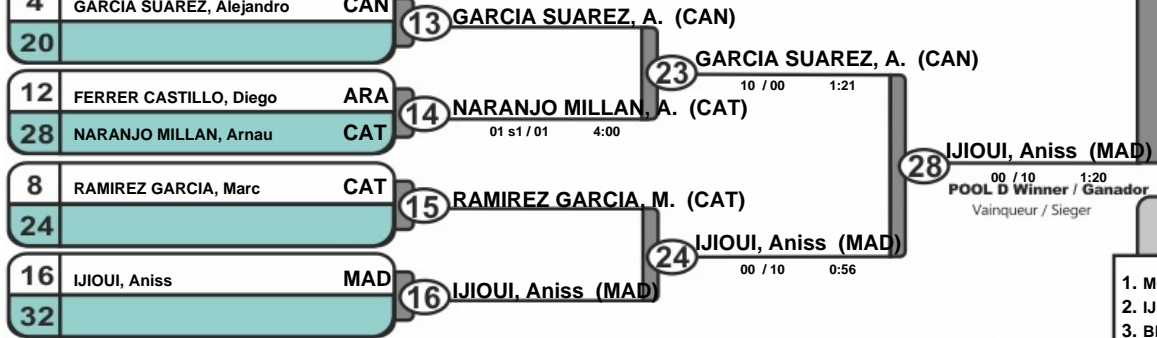 4 GARCIA SUAREZ, Alejandro CAN
20
13 GARCIA SUAREZ, A. (CAN)
23 GARCIA SUAREZ, A. (CAN)
10 / 00 1:21
12 FERRER CASTILLO, Diego ARA
28 NARANJO MILLAN, Arnau CAT
14 NARANJO MILLAN, A. (CAT)
01 s1 / 01 4:00
28 IJIOUI, Aniss (MAD)
00 / 10 1:20
POOL D Winner / Ganador
Vainqueur / Sieger
8 RAMIREZ GARCIA, Marc CAT
24
15 RAMIREZ GARCIA, M. (CAT)
24 IJIOUI, Aniss (MAD)
00 / 10 0:56
16 IJIOUI, Aniss MAD
32
16 IJIOUI, Aniss (MAD)
1. M
2. IJ
3.